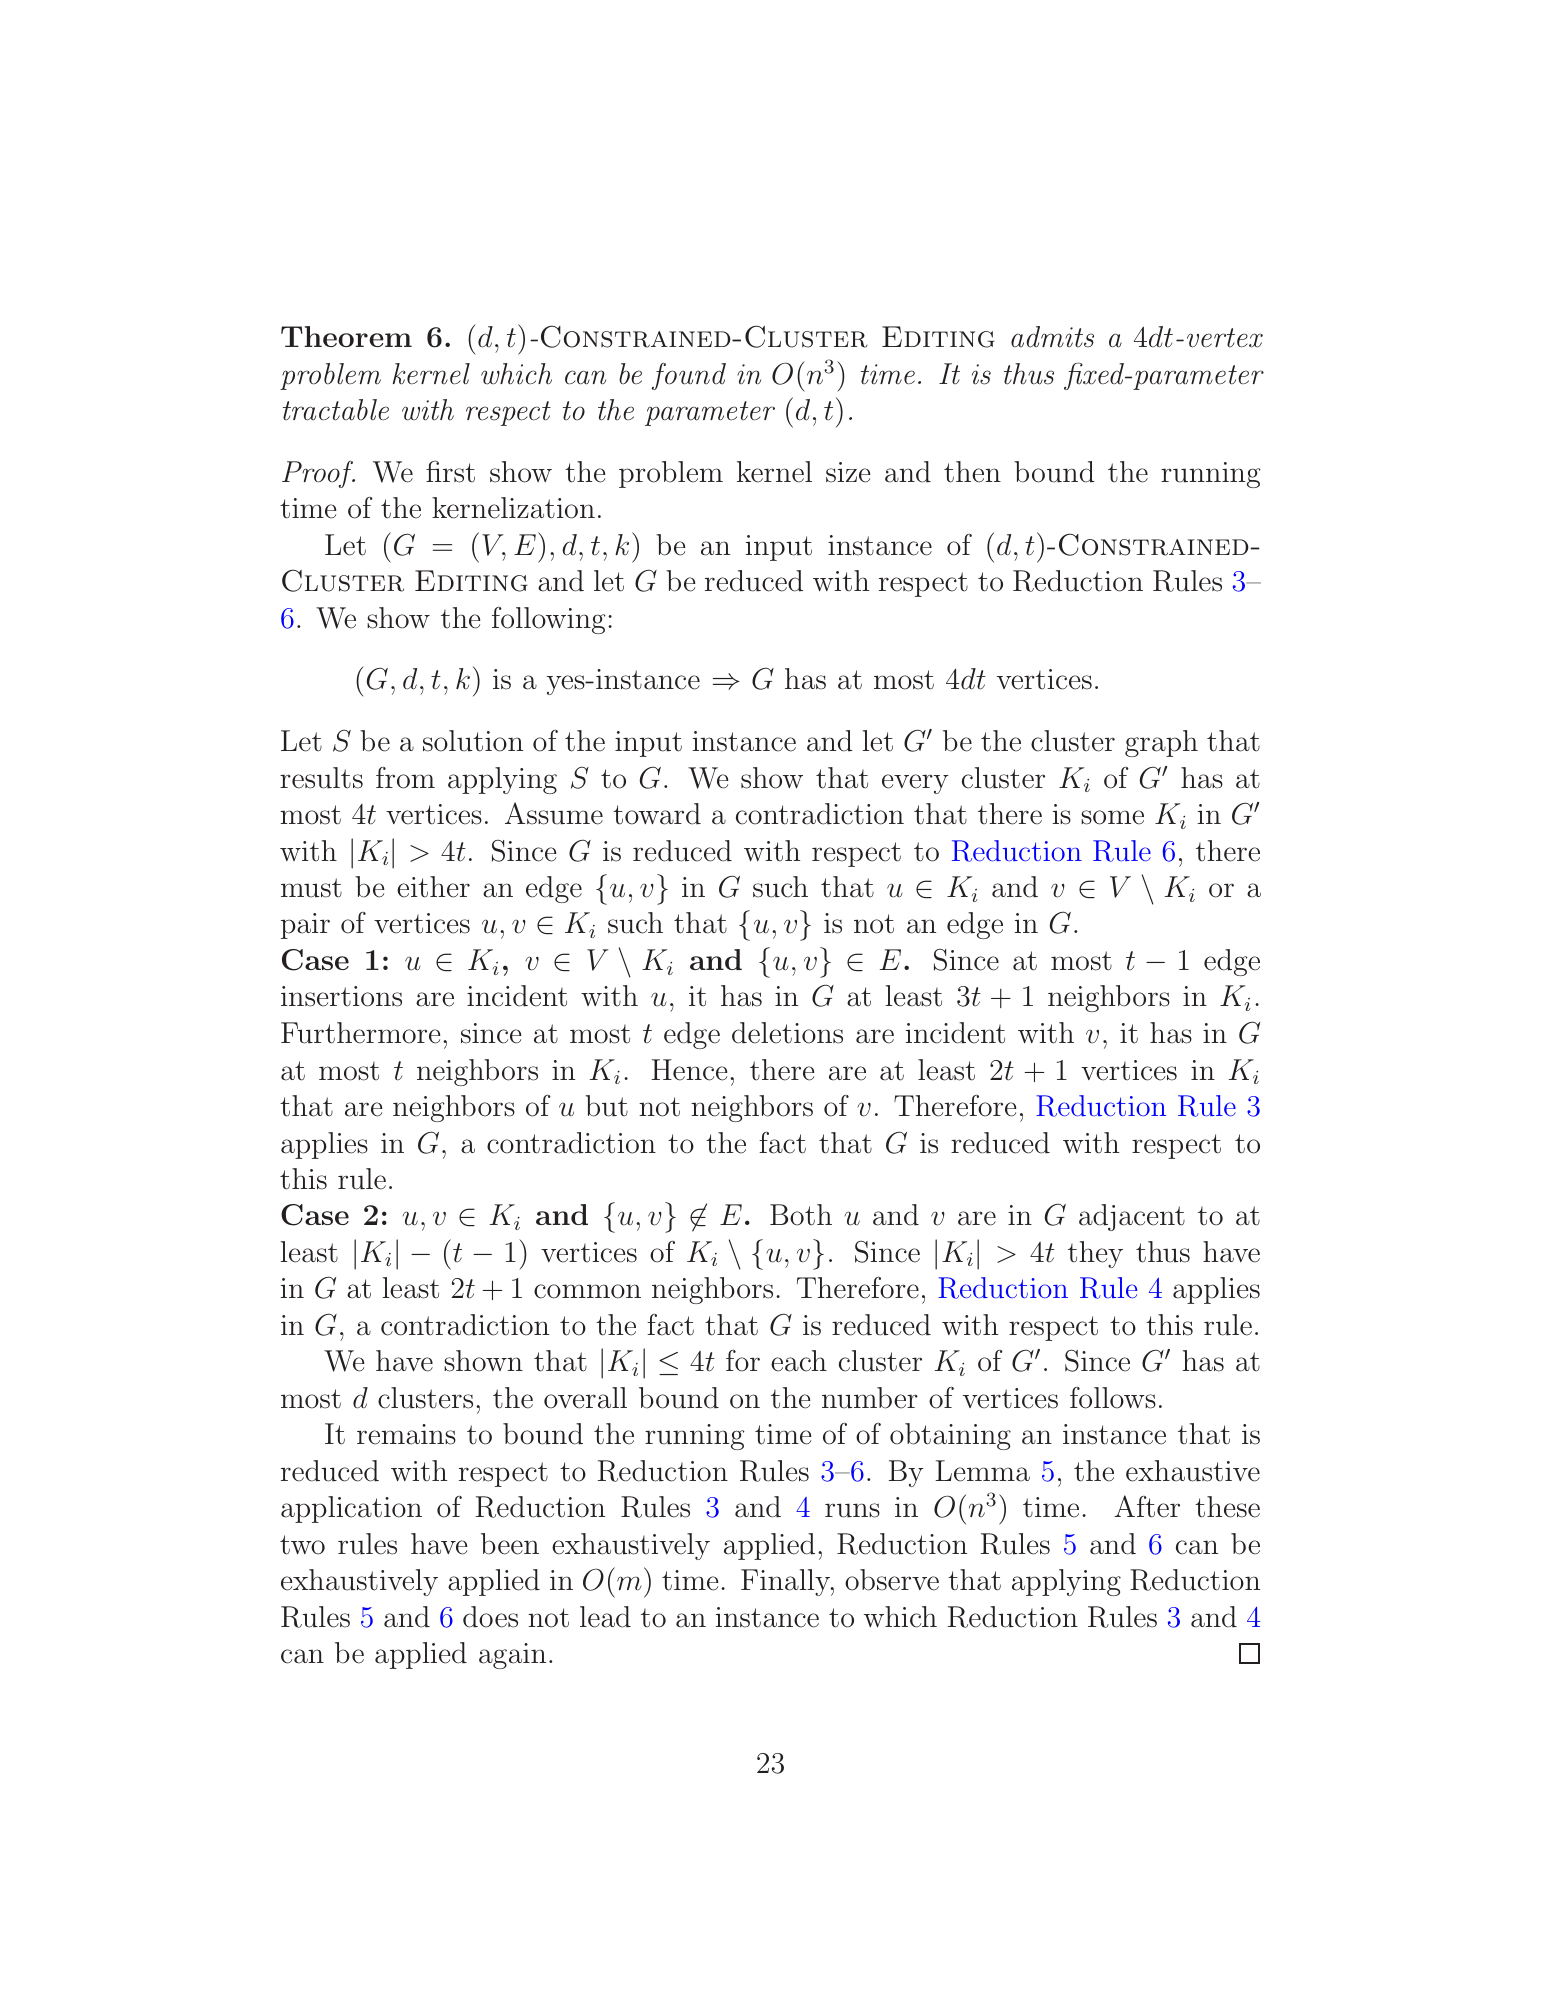 Theorem 6. (d, t)-Constrained-Cluster Editing admits a 4dt-vertex
problem kernel which can be found in O(n³) time. It is thus fixed-parameter
tractable with respect to the parameter (d, t).
Proof. We first show the problem kernel size and then bound the running
time of the kernelization.
Let (G = (V, E), d, t, k) be an input instance of (d, t)-Constrained-
Cluster Editing and let G be reduced with respect to Reduction Rules 3–
6. We show the following:
(G, d, t, k) is a yes-instance ⇒ G has at most 4dt vertices.
Let S be a solution of the input instance and let G′ be the cluster graph that
results from applying S to G. We show that every cluster Kᵢ of G′ has at
most 4t vertices. Assume toward a contradiction that there is some Kᵢ in G′
with |Kᵢ| > 4t. Since G is reduced with respect to Reduction Rule 6, there
must be either an edge {u, v} in G such that u ∈ Kᵢ and v ∈ V \ Kᵢ or a
pair of vertices u, v ∈ Kᵢ such that {u, v} is not an edge in G.
Case 1: u ∈ Kᵢ, v ∈ V \ Kᵢ and {u, v} ∈ E. Since at most t − 1 edge
insertions are incident with u, it has in G at least 3t + 1 neighbors in Kᵢ.
Furthermore, since at most t edge deletions are incident with v, it has in G
at most t neighbors in Kᵢ. Hence, there are at least 2t + 1 vertices in Kᵢ
that are neighbors of u but not neighbors of v. Therefore, Reduction Rule 3
applies in G, a contradiction to the fact that G is reduced with respect to
this rule.
Case 2: u, v ∈ Kᵢ and {u, v} ∉ E. Both u and v are in G adjacent to at
least |Kᵢ| − (t − 1) vertices of Kᵢ \ {u, v}. Since |Kᵢ| > 4t they thus have
in G at least 2t + 1 common neighbors. Therefore, Reduction Rule 4 applies
in G, a contradiction to the fact that G is reduced with respect to this rule.
We have shown that |Kᵢ| ≤ 4t for each cluster Kᵢ of G′. Since G′ has at
most d clusters, the overall bound on the number of vertices follows.
It remains to bound the running time of of obtaining an instance that is
reduced with respect to Reduction Rules 3–6. By Lemma 5, the exhaustive
application of Reduction Rules 3 and 4 runs in O(n³) time. After these
two rules have been exhaustively applied, Reduction Rules 5 and 6 can be
exhaustively applied in O(m) time. Finally, observe that applying Reduction
Rules 5 and 6 does not lead to an instance to which Reduction Rules 3 and 4
can be applied again. □
23